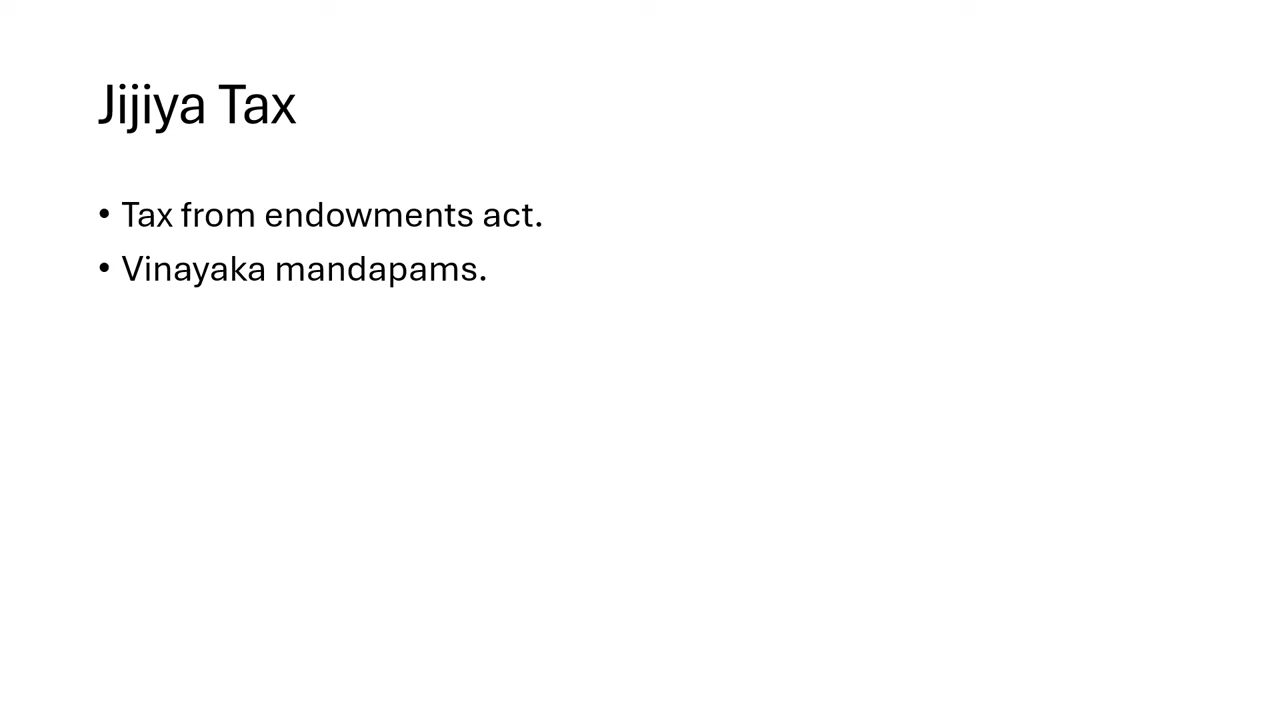 Jijiya Tax
• Tax from endowments act.
• Vinayaka mandapams.